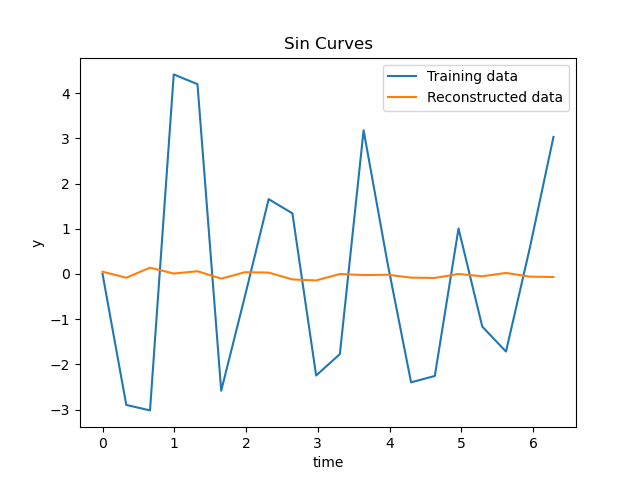 Sin Curves
Training data
Reconstructed data
4
3
2
1
0
−1
−2
−3
y
0 1 2 3 4 5 6
time